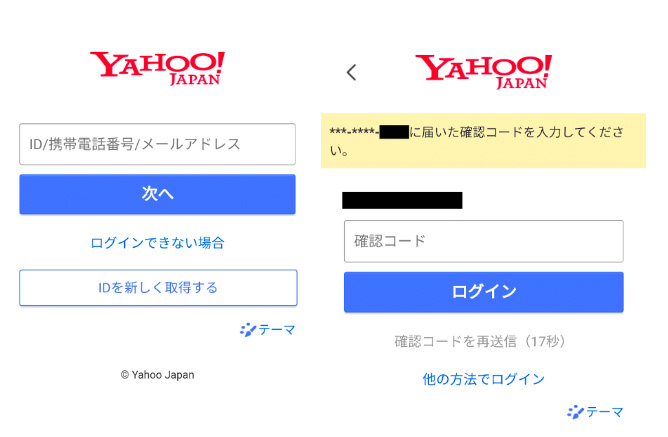 YAHOO!
JAPAN
ID/携帯電話番号/メールアドレス
次へ
ログインできない場合
IDを新しく取得する
テーマ
© Yahoo Japan
YAHOO!
JAPAN
***-****-に届いた確認コードを入力してくださ
い。
確認コード
ログイン
確認コードを再送信（17秒）
他の方法でログイン
テーマ